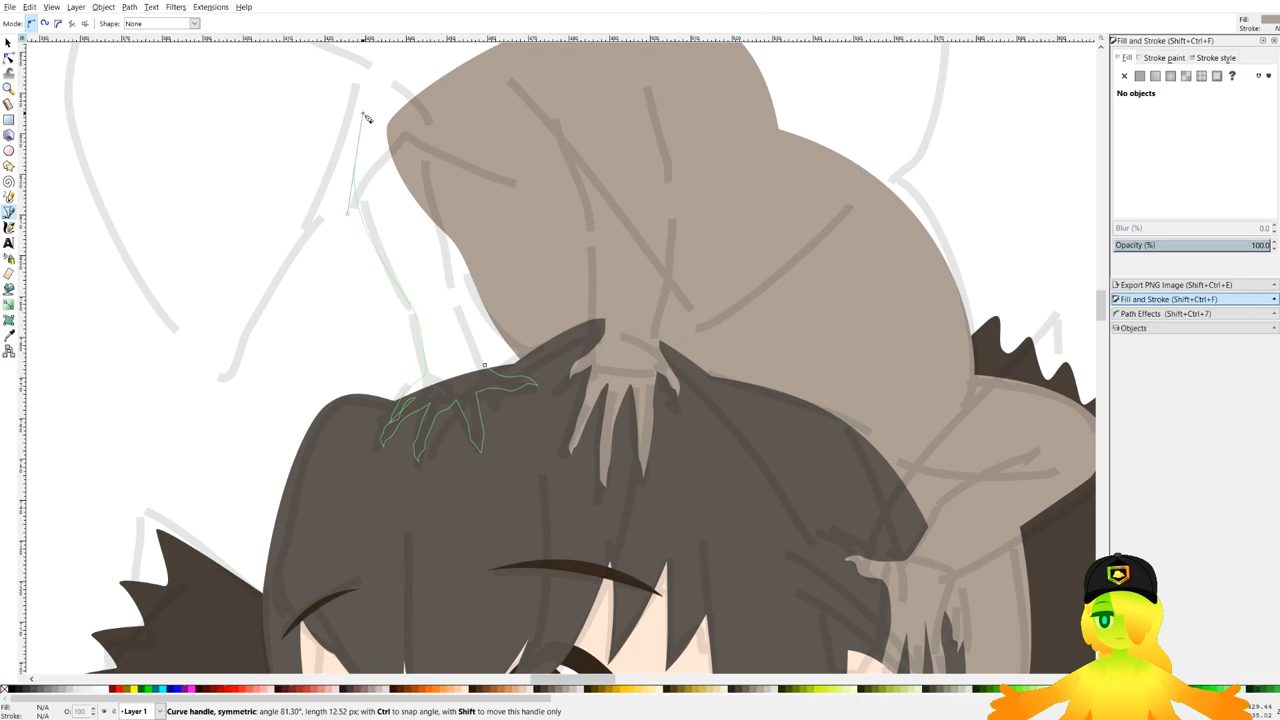 File Edit View Layer Object Path Text Filters Extensions Help
Mode: Shape: None
Fill:
Stroke:
Fill and Stroke (Shift+Ctrl+F)
Fill Stroke paint Stroke style
?
No objects
Blur (%) 0.0
Opacity (%) 100.0
Export PNG Image (Shift+Ctrl+E)
Fill and Stroke (Shift+Ctrl+F)
Path Effects (Shift+Ctrl+7)
Objects
Fill: N/A
Stroke: N/A
O: 100
Layer 1
Curve handle, symmetric: angle 81.30°, length 12.52 pc; with Ctrl to snap angle, with Shift to move this handle only